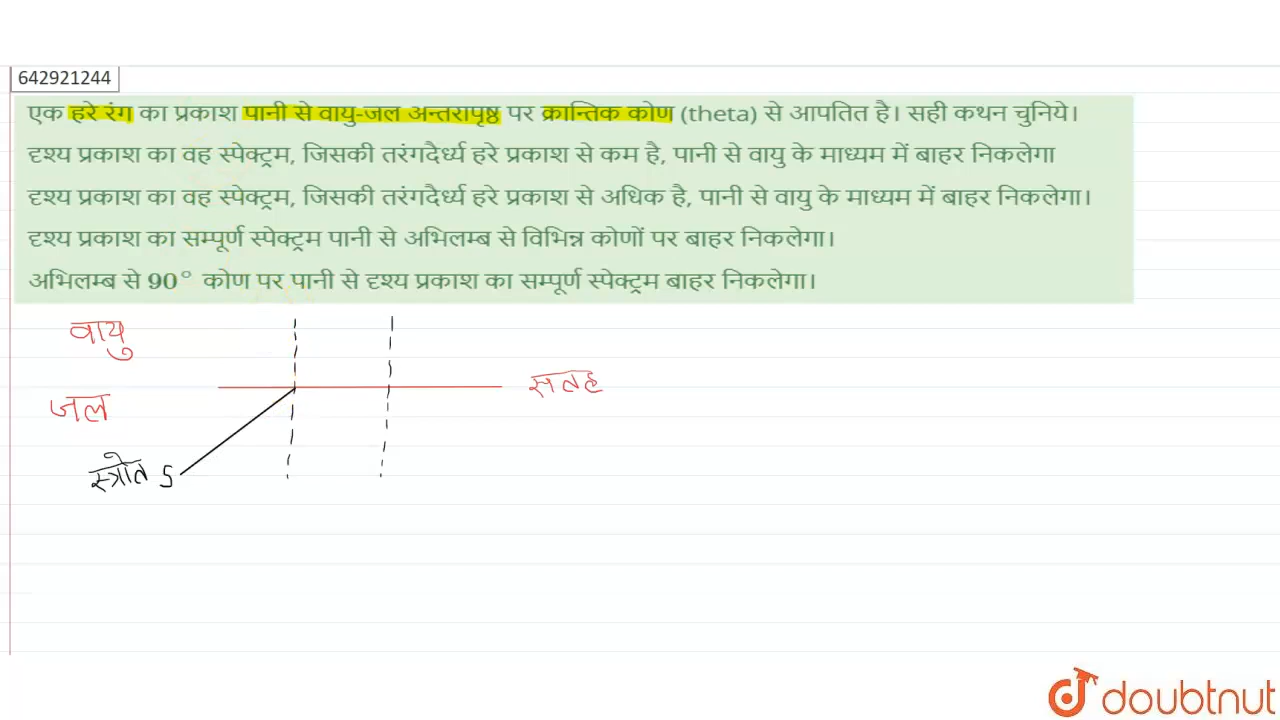 642921244
एक हरे रंग का प्रकाश पानी से वायु-जल अन्तरापृष्ठ पर क्रान्तिक कोण (theta) से आपतित है। सही कथन चुनिये।
दृश्य प्रकाश का वह स्पेक्ट्रम, जिसकी तरंगदैर्ध्य हरे प्रकाश से कम है, पानी से वायु के माध्यम में बाहर निकलेगा
दृश्य प्रकाश का वह स्पेक्ट्रम, जिसकी तरंगदैर्ध्य हरे प्रकाश से अधिक है, पानी से वायु के माध्यम में बाहर निकलेगा।
दृश्य प्रकाश का सम्पूर्ण स्पेक्ट्रम पानी से अभिलम्ब से विभिन्न कोणों पर बाहर निकलेगा।
अभिलम्ब से 90° कोण पर पानी से दृश्य प्रकाश का सम्पूर्ण स्पेक्ट्रम बाहर निकलेगा।
वायु
सतह
जल
स्त्रोत S
doubtnut